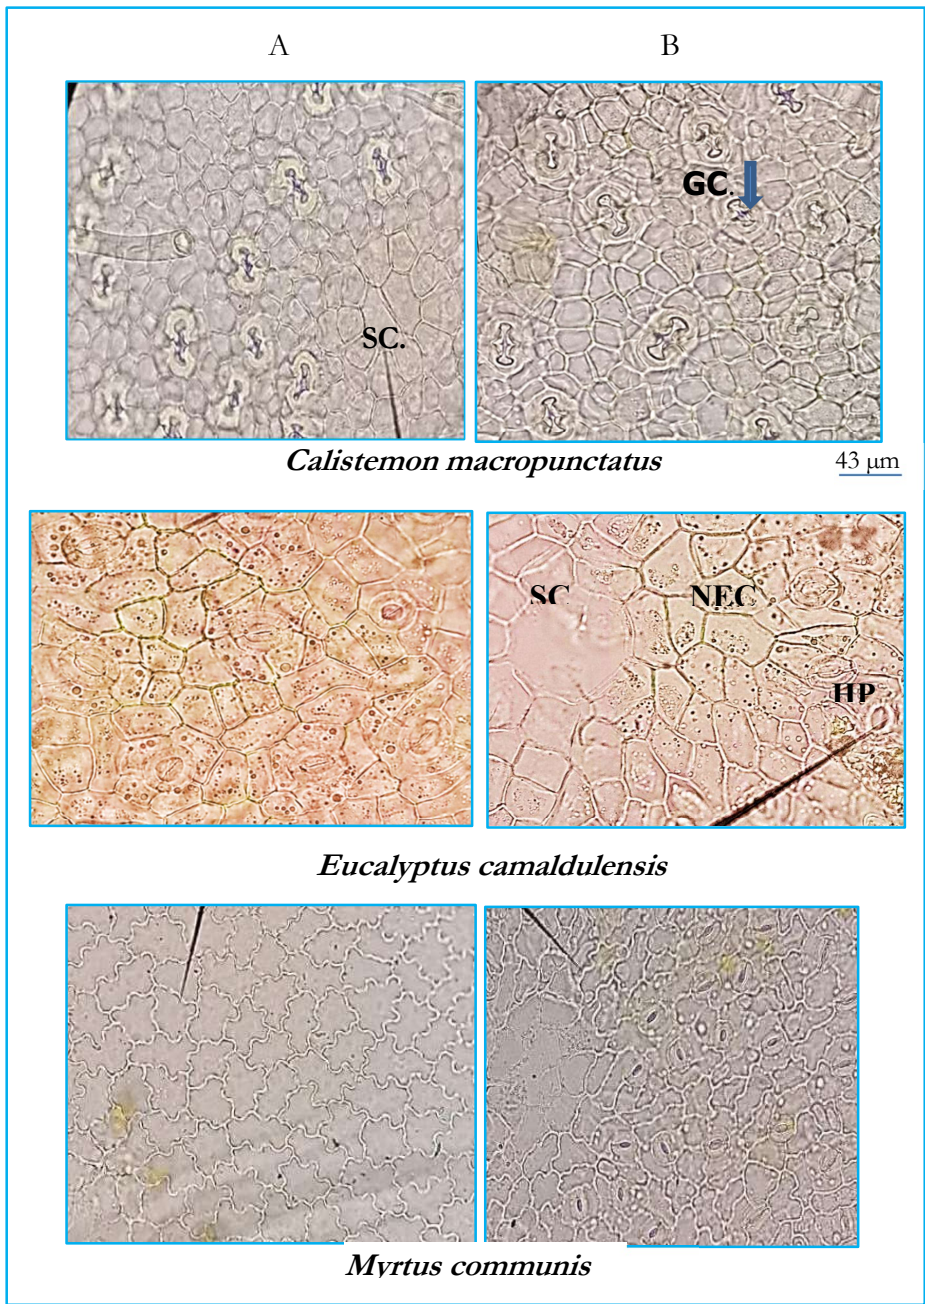 A B
GC.
SC.
Calistemon macropunctatus 43 µm
SC NEC
HP
Eucalyptus camaldulensis
Myrtus communis